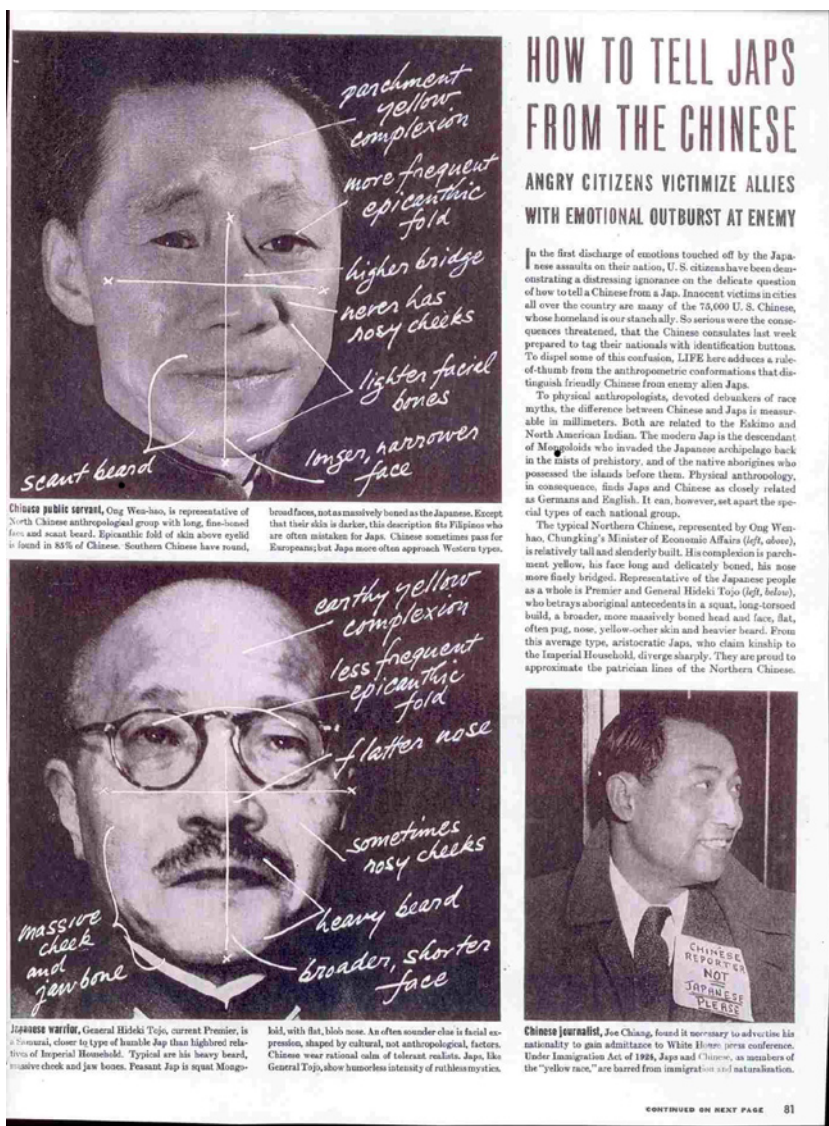 HOW TO TELL JAPS
FROM THE CHINESE
ANGRY CITIZENS VICTIMIZE ALLIES
WITH EMOTIONAL OUTBURST AT ENEMY
In the first discharge of emotions touched off by the Japa-
nese assaults on their nation, U. S. citizens have been dem-
onstrating a distressing ignorance on the delicate question
of how to tell a Chinese from a Jap. Innocent victims in cities
all over the country are many of the 75,000 U. S. Chinese,
whose homeland is our stanch ally. So serious were the conse-
quences threatened, that the Chinese consulates last week
prepared to tag their nationals with identification buttons.
To dispel some of this confusion, LIFE here adduces a rule-
of-thumb from the anthropometric conformations that dis-
tinguish friendly Chinese from enemy alien Japs.
To physical anthropologists, devoted debunkers of race
myths, the difference between Chinese and Japs is measur-
able in millimeters. Both are related to the Eskimo and
North American Indian. The modern Jap is the descendant
of Mongoloids who invaded the Japanese archipelago back
in the mists of prehistory, and of the native aborigines who
possessed the islands before them. Physical anthropology,
in consequence, finds Japs and Chinese as closely related
as Germans and English. It can, however, set apart the spe-
cial types of each national group.
The typical Northern Chinese, represented by Ong Wen-
hao, Chungking's Minister of Economic Affairs (left, above),
is relatively tall and slenderly built. His complexion is parch-
ment yellow, his face long and delicately boned, his nose
more finely bridged. Representative of the Japanese people
as a whole is Premier and General Hideki Tojo (left, below),
who betrays aboriginal antecedents in a squat, long-torsoed
build, a broader, more massively boned head and face, flat,
often pug, nose, yellow-ocher skin and heavier beard. From
this average type, aristocratic Japs, who claim kinship to
the Imperial Household, diverge sharply. They are proud to
approximate the patrician lines of the Northern Chinese.
parchment
yellow
complexion
more frequent
epicanthic
fold
higher bridge
never has
rosy cheeks
lighter facial
bones
longer, narrower
face
scant beard
Chinese public servant, Ong Wen-hao, is representative of
North Chinese anthropological group with long, fine-boned
face and scant beard. Epicanthic fold of skin above eyelid
is found in 85% of Chinese. Southern Chinese have round,
broad faces, not as massively boned as the Japanese. Except
that their skin is darker, this description fits Filipinos who
are often mistaken for Japs. Chinese sometimes pass for
Europeans; but Japs more often approach Western types.
earthy yellow
complexion
less frequent
epicanthic
fold
flatter nose
sometimes
rosy cheeks
heavy beard
broader, shorter
face
massive
cheek
and
jawbone
Japanese warrior, General Hideki Tojo, current Premier, is
a Samurai, closer to type of humble Jap than highbred rela-
tives of Imperial Household. Typical are his heavy beard,
massive cheek and jaw bones. Peasant Jap is squat Mongo-
loid, with flat, blob nose. An often sounder clue is facial ex-
pression, shaped by cultural, not anthropological, factors.
Chinese wear rational calm of tolerant realists. Japs, like
General Tojo, show humorless intensity of ruthless mystics.
CHINESE
REPORTER
NOT
JAPANESE
PLEASE
Chinese journalist, Joe Chiang, found it necessary to advertise his
nationality to gain admittance to White House press conference.
Under Immigration Act of 1924, Japs and Chinese, as members of
the "yellow race," are barred from immigration and naturalization.
CONTINUED ON NEXT PAGE 81